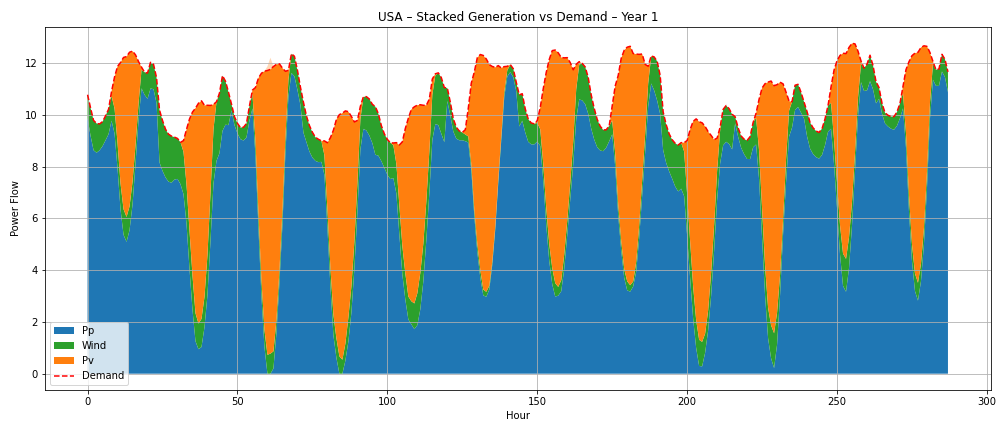 USA – Stacked Generation vs Demand – Year 1
Power Flow
12
10
8
6
4
2
0
Pp
Wind
Pv
Demand
0 50 100 150 200 250 300
Hour